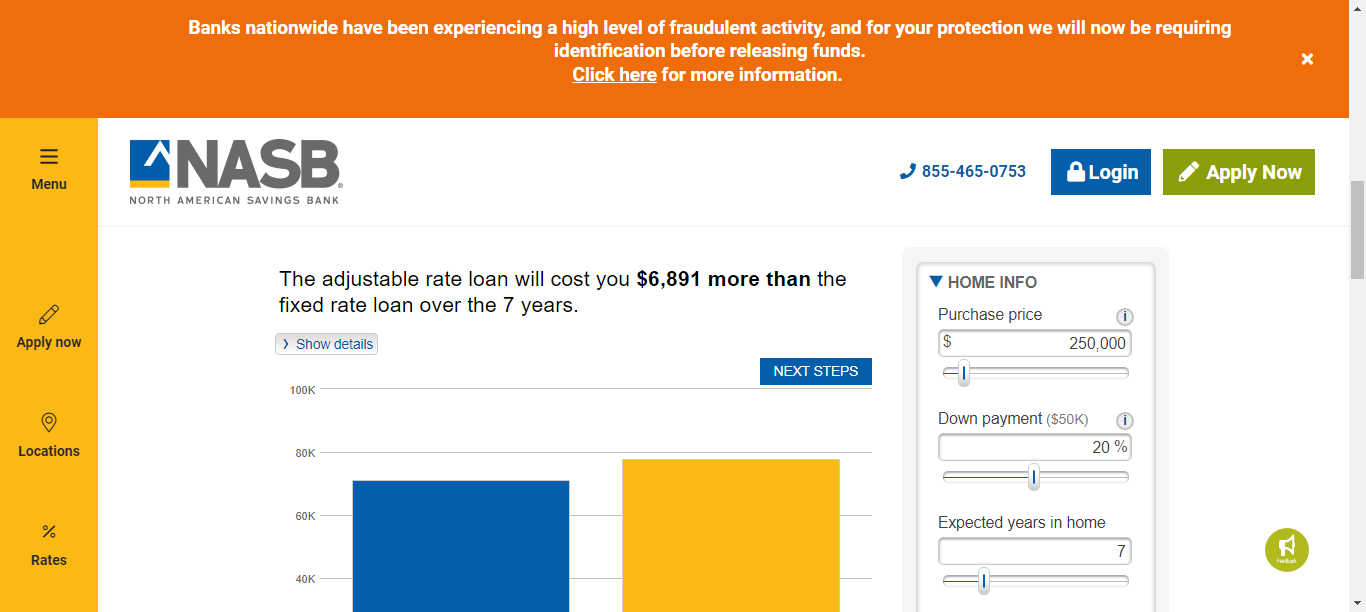 Banks nationwide have been experiencing a high level of fraudulent activity, and for your protection we will now be requiring
identification before releasing funds.
Click here for more information.
Menu
Apply now
Locations
Rates
NASB®
NORTH AMERICAN SAVINGS BANK
855-465-0753
Login
Apply Now
The adjustable rate loan will cost you $6,891 more than the
fixed rate loan over the 7 years.
Show details
NEXT STEPS
100K
80K
60K
40K
HOME INFO
Purchase price
i
$ 250,000
Down payment ($50K)
i
20 %
Expected years in home
7
Feedback